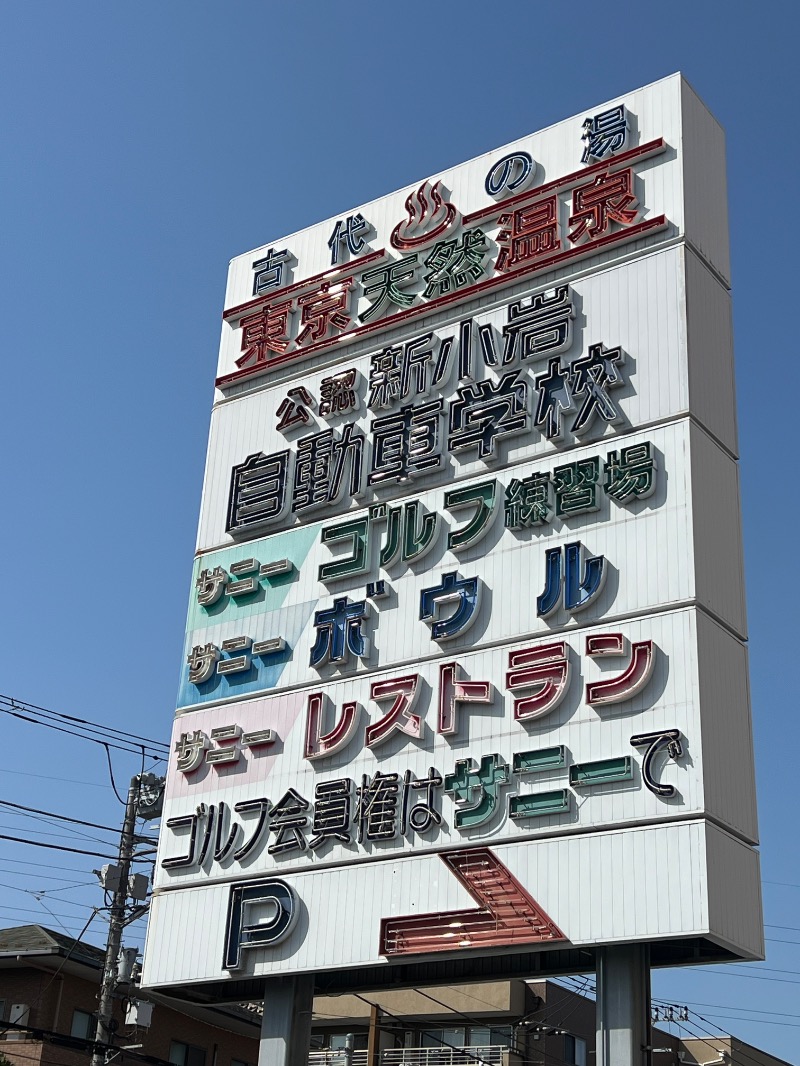 古代♨の湯
東京天然温泉
公認 新小岩
自動車学校
サニー ゴルフ練習場
サニー ボウル
サニー レストラン
ゴルフ会員権はサニーで
P